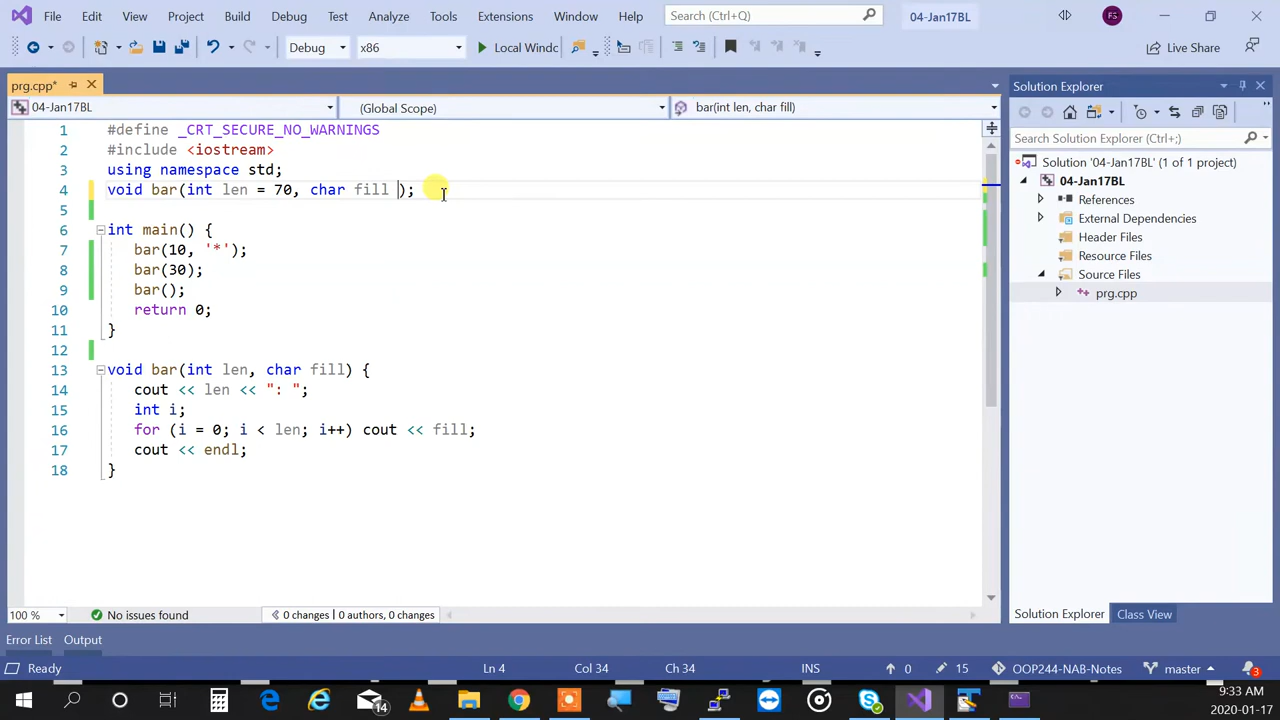 File Edit View Project Build Debug Test Analyze Tools Extensions Window Help Search (Ctrl+Q) 04-Jan17BL FS
Debug x86 Local Windc Live Share
prg.cpp*
Solution Explorer
04-Jan17BL (Global Scope) bar(int len, char fill)
Search Solution Explorer (Ctrl+;)
Solution '04-Jan17BL' (1 of 1 project)
04-Jan17BL
References
External Dependencies
Header Files
Resource Files
Source Files
prg.cpp
1 #define _CRT_SECURE_NO_WARNINGS
2 #include <iostream>
3 using namespace std;
4 void bar(int len = 70, char fill );
5
6 int main() {
7 bar(10, '*');
8 bar(30);
9 bar();
10 return 0;
11 }
12
13 void bar(int len, char fill) {
14 cout << len << ": ";
15 int i;
16 for (i = 0; i < len; i++) cout << fill;
17 cout << endl;
18 }
100 % No issues found 0 changes | 0 authors, 0 changes
Solution Explorer Class View
Error List Output
Ready Ln 4 Col 34 Ch 34 INS 0 15 OOP244-NAB-Notes master 3
14
9:33 AM
2020-01-17